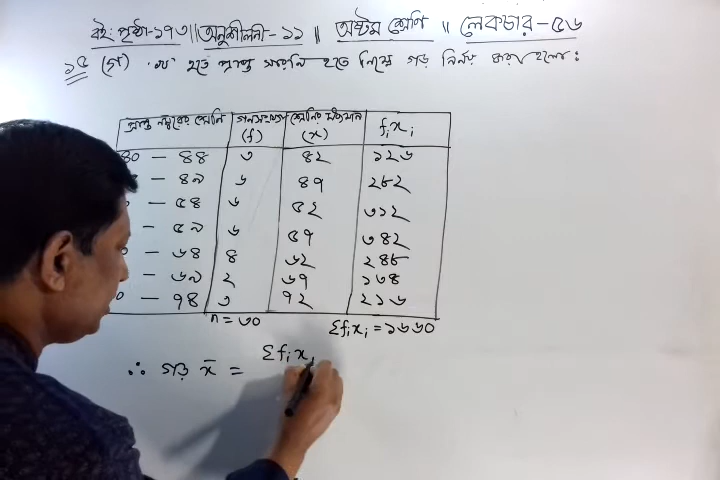 বই: পৃষ্ঠা-১৭৩ || অনুশীলনী-১১ || অষ্টম শ্রেণি || লেকচার-৫৬
১৫ (গ) 'খ' হতে প্রাপ্ত সারণি হতে নিম্নে গড় নির্ণয় করা হলো:
প্রাপ্ত নম্বরের শ্রেণি গণসংখ্যা (f) শ্রেণির মধ্যমান (x) fᵢxᵢ
৪০ – ৪৪ ৩ ৪২ ১২৬
– ৪৯ ৬ ৪৭ ২৮২
– ৫৪ ৬ ৫২ ৩১২
– ৫৯ ৬ ৫৭ ৩৪২
– ৬৪ ৪ ৬২ ২৪৮
– ৬৯ ২ ৬৭ ১৩৪
০ – ৭৪ ৩ ৭২ ২১৬
n = ৩০ Σfᵢxᵢ = ১৬৬০
∴ গড় x̄ = Σfᵢxᵢ